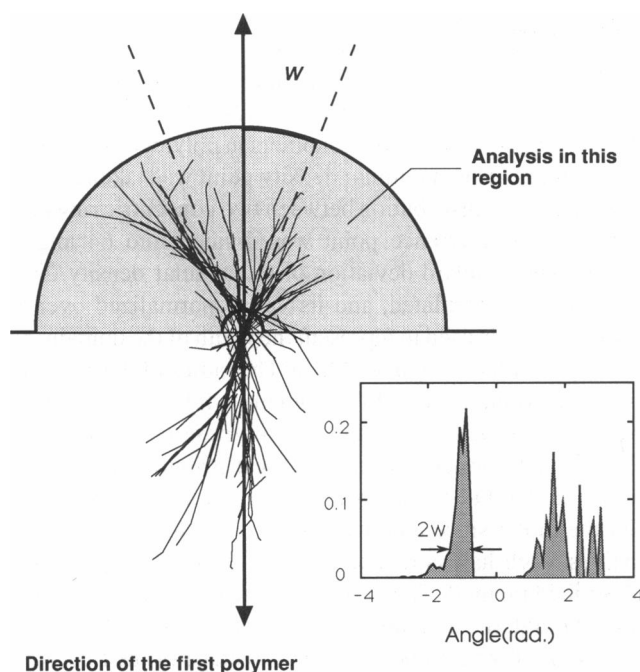 w
Analysis in this
region
0.2
0.1
0
2w
-4
-2
0
2
4
Angle(rad.)
Direction of the first polymer